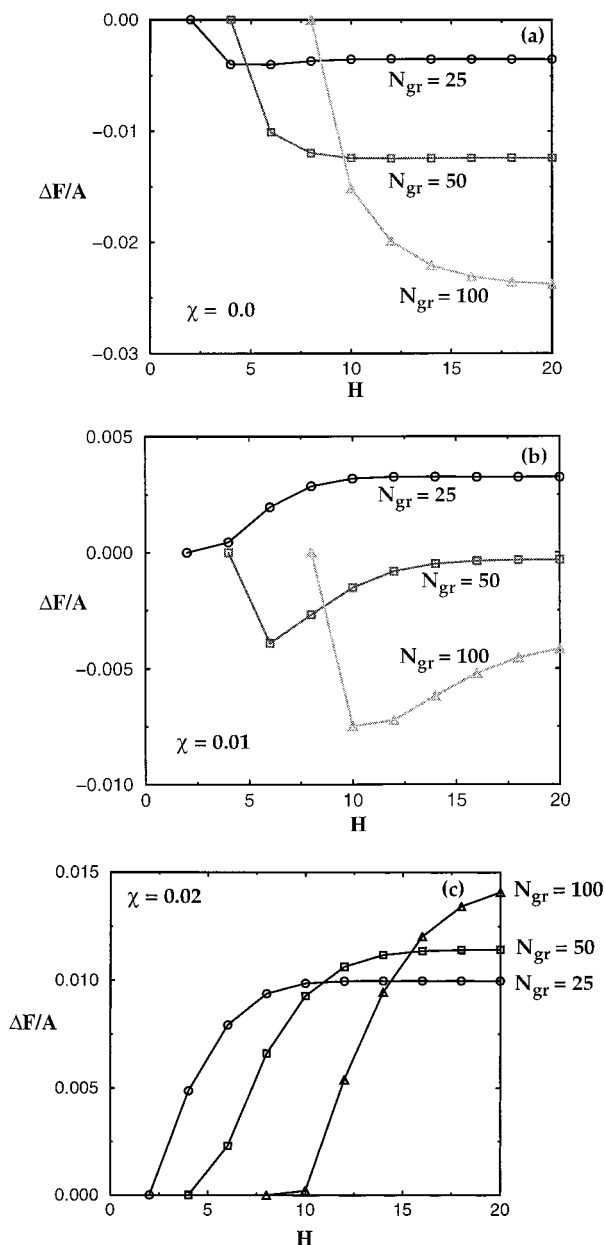 0.00
(a)
N_gr = 25
−0.01
N_gr = 50
ΔF/A
−0.02
N_gr = 100
χ = 0.0
−0.03
0 5 10 15 20
H
0.005
(b)
N_gr = 25
0.000
N_gr = 50
ΔF/A
N_gr = 100
−0.005
χ = 0.01
−0.010
0 5 10 15 20
H
0.015
χ = 0.02
(c)
N_gr = 100
N_gr = 50
0.010
N_gr = 25
ΔF/A
0.005
0.000
0 5 10 15 20
H